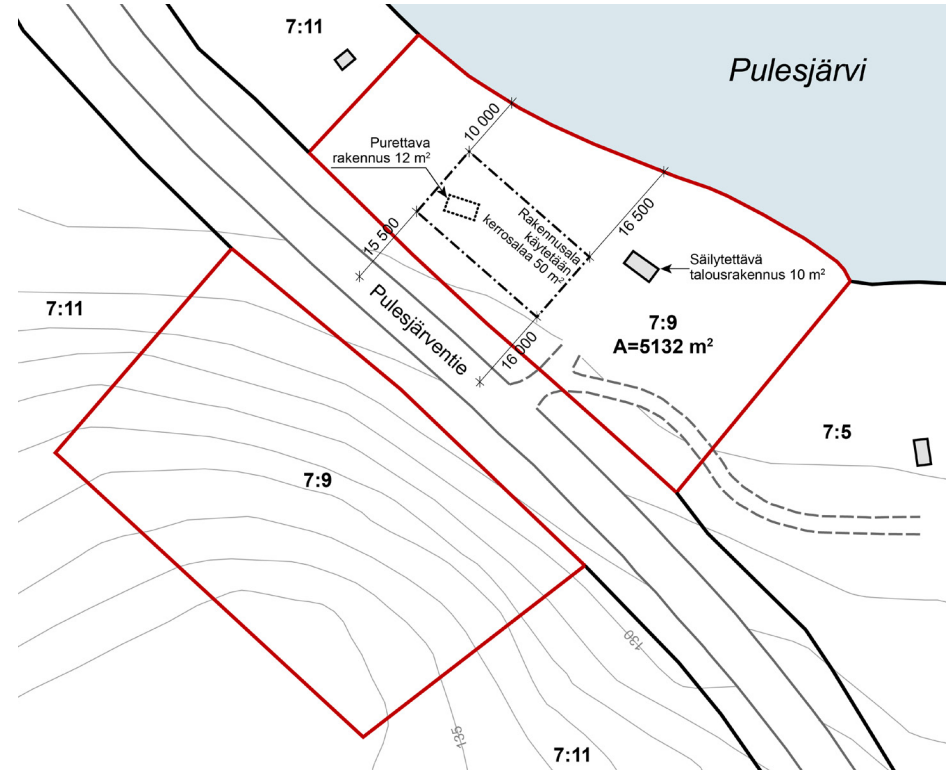 7:11
Pulesjärvi
10 000
Purettava
rakennus 12 m²
16 500
15 500
Rakennusala
käytetään
kerrosalaa 50 m²
Säilytettävä
talousrakennus 10 m²
7:11
Pulesjärventie
7:9
A=5132 m²
16 000
7:5
7:9
130
135
7:11